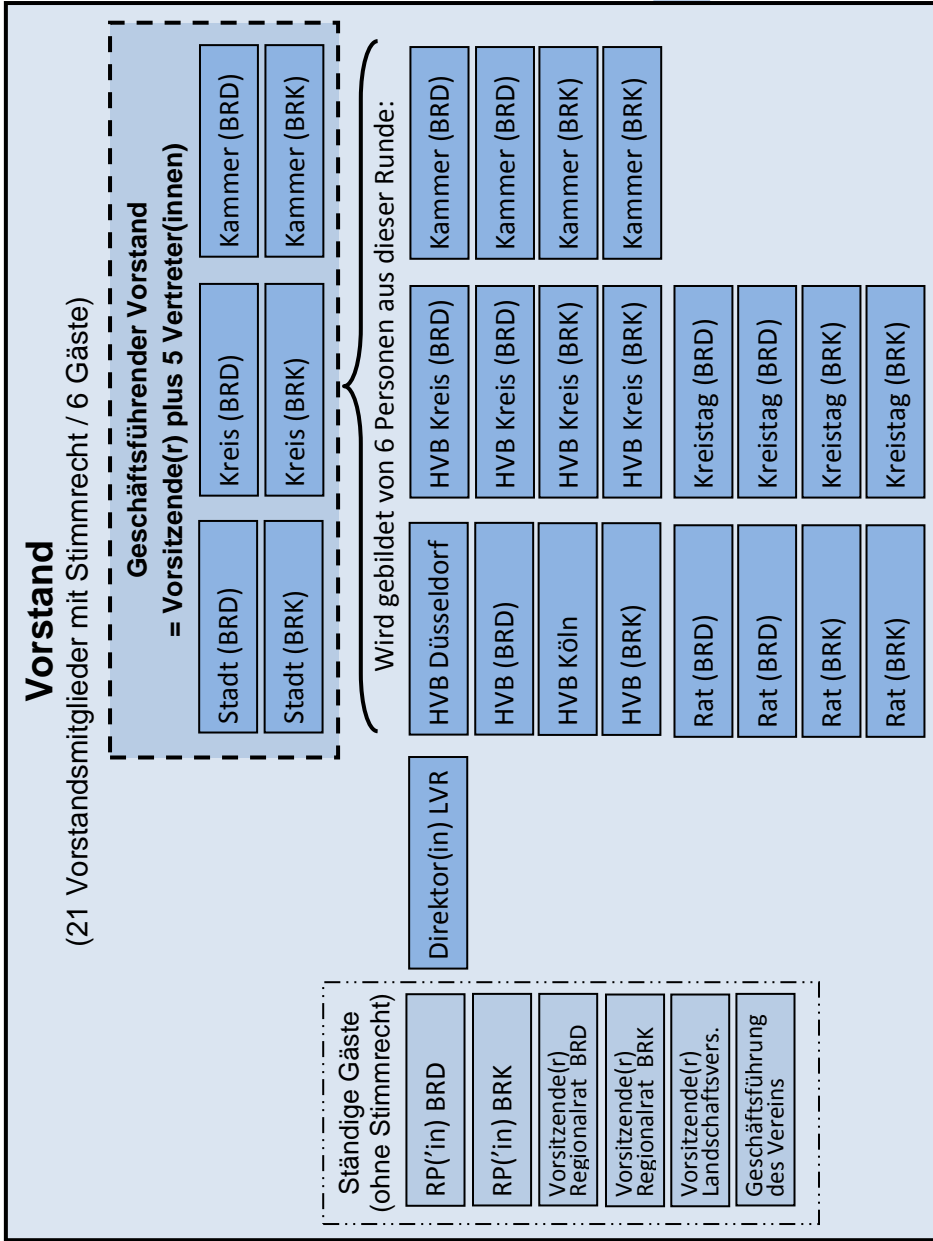 Vorstand
(21 Vorstandsmitglieder mit Stimmrecht / 6 Gäste)
Geschäftsführender Vorstand
= Vorsitzende(r) plus 5 Vertreter(innen)
Stadt (BRD)
Kreis (BRD)
Kammer (BRD)
Stadt (BRK)
Kreis (BRK)
Kammer (BRK)
Wird gebildet von 6 Personen aus dieser Runde:
Ständige Gäste
(ohne Stimmrecht)
RP('in) BRD
RP('in) BRK
Vorsitzende(r)
Regionalrat BRD
Vorsitzende(r)
Regionalrat BRK
Vorsitzende(r)
Landschaftsvers.
Geschäftsführung
des Vereins
Direktor(in) LVR
HVB Düsseldorf
HVB (BRD)
HVB Köln
HVB (BRK)
HVB Kreis (BRD)
HVB Kreis (BRD)
HVB Kreis (BRK)
HVB Kreis (BRK)
Kammer (BRD)
Kammer (BRD)
Kammer (BRK)
Kammer (BRK)
Rat (BRD)
Rat (BRD)
Rat (BRK)
Rat (BRK)
Kreistag (BRD)
Kreistag (BRD)
Kreistag (BRK)
Kreistag (BRK)